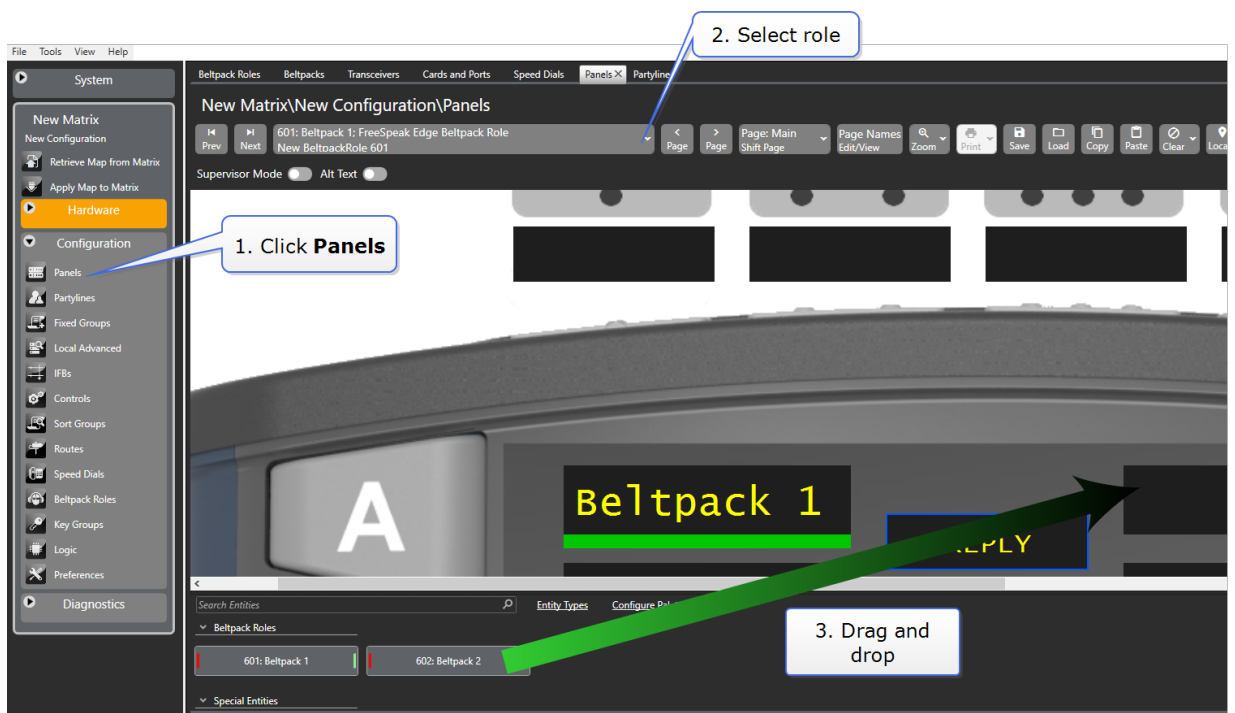 2. Select role
File Tools View Help
System
New Matrix
New Configuration
Retrieve Map from Matrix
Apply Map to Matrix
Hardware
Configuration
Panels
Partylines
Fixed Groups
Local Advanced
IFBs
Controls
Sort Groups
Routes
Speed Dials
Beltpack Roles
Key Groups
Logic
Preferences
Diagnostics
Beltpack Roles Beltpacks Transceivers Cards and Ports Speed Dials Panels X Partyline
New Matrix\New Configuration\Panels
Prev Next
601: Beltpack 1; FreeSpeak Edge Beltpack Role
New BeltpackRole 601
Page Page
Page: Main
Shift Page
Page Names
Edit/View
Zoom Print Save Load Copy Paste Clear Loca
Supervisor Mode Alt Text
1. Click Panels
A
Beltpack 1
REPLY
Search Entities Entity Types Configure
Beltpack Roles
601: Beltpack 1 602: Beltpack 2
3. Drag and
drop
Special Entities